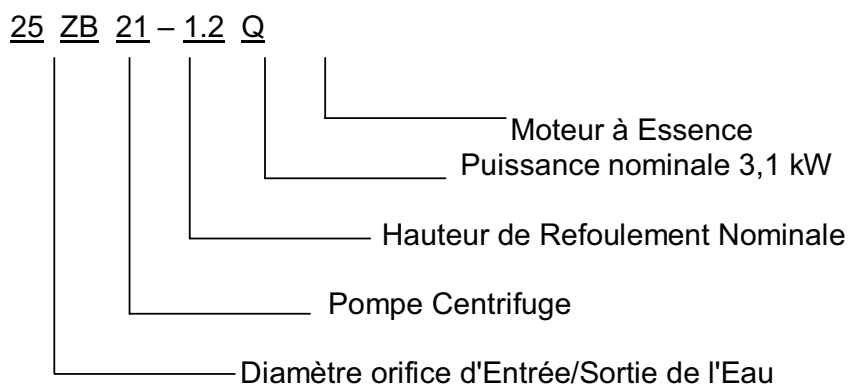 25 ZB 21 – 1.2 Q
Moteur à Essence
Puissance nominale 3,1 kW
Hauteur de Refoulement Nominale
Pompe Centrifuge
Diamètre orifice d'Entrée/Sortie de l'Eau